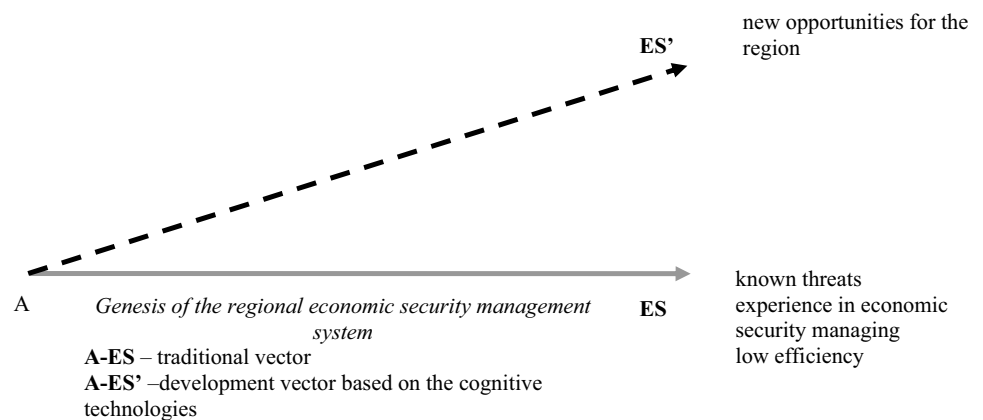 new opportunities for the
region
ES’
A
Genesis of the regional economic security management
system
ES
known threats
experience in economic
security managing
low efficiency
A-ES – traditional vector
A-ES’ –development vector based on the cognitive
technologies